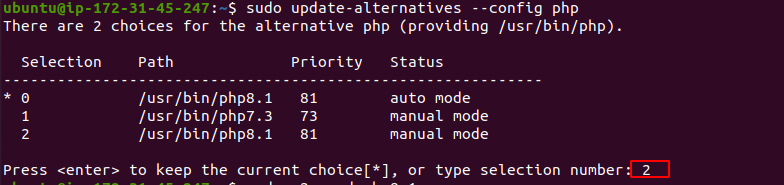 ubuntu@ip-172-31-45-247:~$ sudo update-alternatives --config php
There are 2 choices for the alternative php (providing /usr/bin/php).
Selection Path Priority Status
------------------------------------------------------------
* 0 /usr/bin/php8.1 81 auto mode
1 /usr/bin/php7.3 73 manual mode
2 /usr/bin/php8.1 81 manual mode
Press <enter> to keep the current choice[*], or type selection number: 2